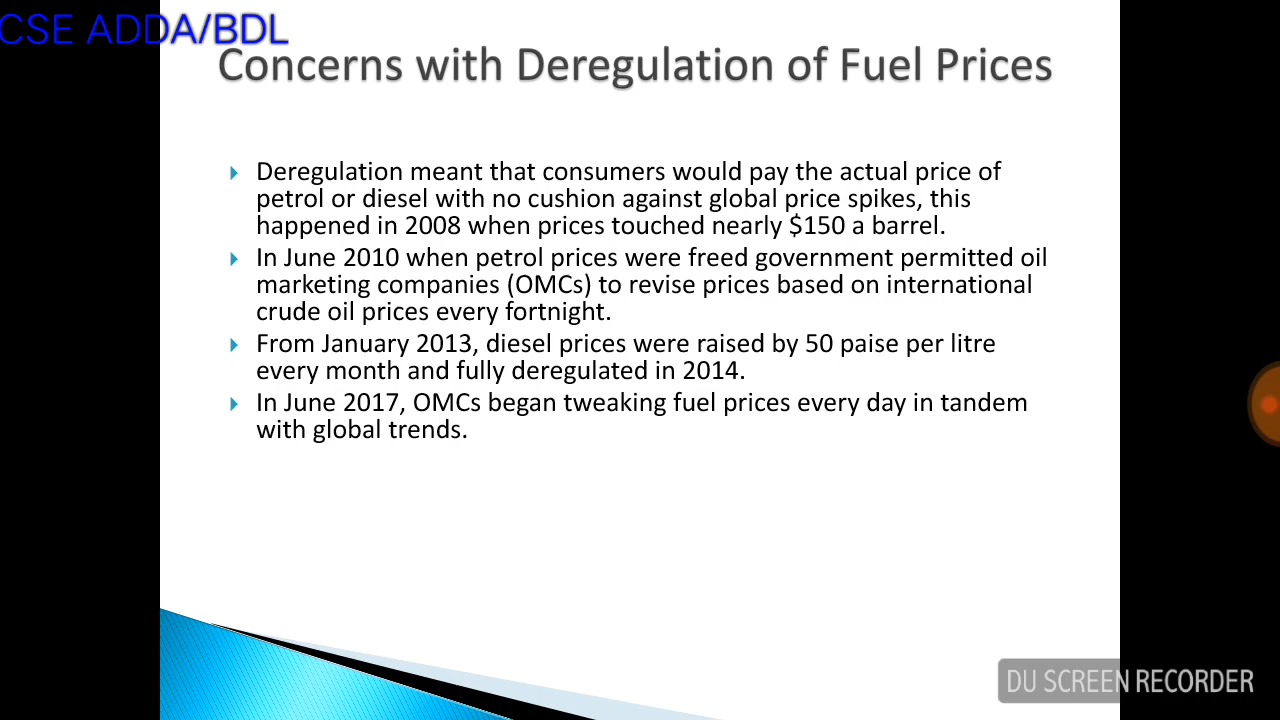 CSE ADDA/BDL
Concerns with Deregulation of Fuel Prices
Deregulation meant that consumers would pay the actual price of
petrol or diesel with no cushion against global price spikes, this
happened in 2008 when prices touched nearly $150 a barrel.
In June 2010 when petrol prices were freed government permitted oil
marketing companies (OMCs) to revise prices based on international
crude oil prices every fortnight.
From January 2013, diesel prices were raised by 50 paise per litre
every month and fully deregulated in 2014.
In June 2017, OMCs began tweaking fuel prices every day in tandem
with global trends.
DU SCREEN RECORDER